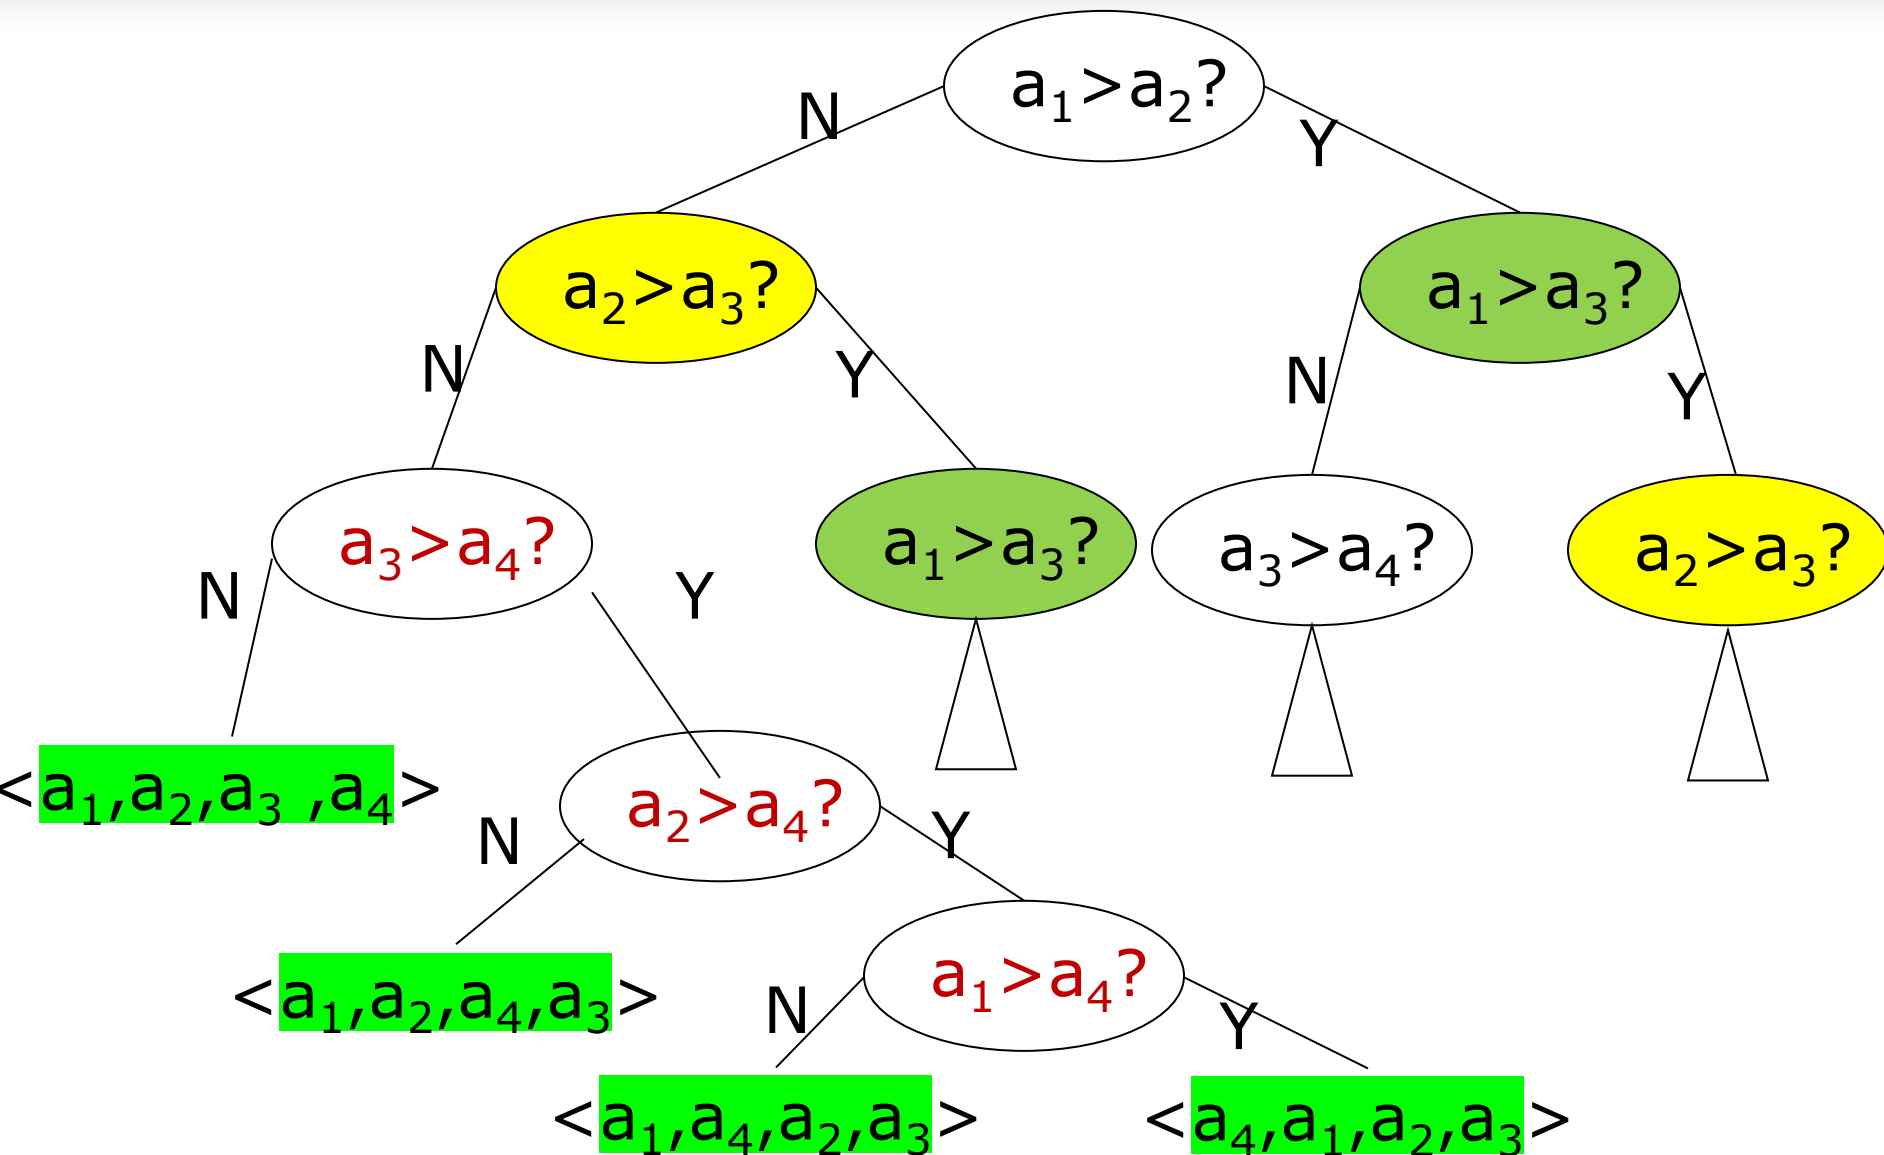 a₁>a₂?
N
Y
a₂>a₃?
a₁>a₃?
N
Y
N
Y
a₃>a₄?
a₁>a₃?
a₃>a₄?
a₂>a₃?
N
Y
<a₁,a₂,a₃ ,a₄>
a₂>a₄?
N
Y
<a₁,a₂,a₄,a₃>
a₁>a₄?
N
Y
<a₁,a₄,a₂,a₃>
<a₄,a₁,a₂,a₃>